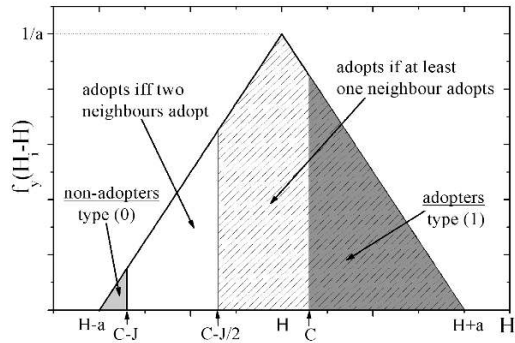 1/a
adopts iff two
neighbours adopt
adopts if at least
one neighbour adopts
f_y(H_i-H)
non-adopters
type (0)
adopters
type (1)
H-a
C-J
C-J/2
H
C
H+a
H